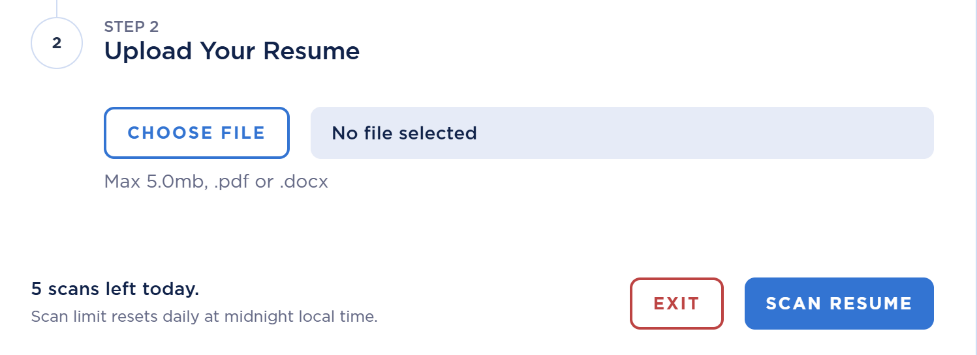 2
STEP 2
Upload Your Resume
CHOOSE FILE
No file selected
Max 5.0mb, .pdf or .docx
5 scans left today.
Scan limit resets daily at midnight local time.
EXIT
SCAN RESUME